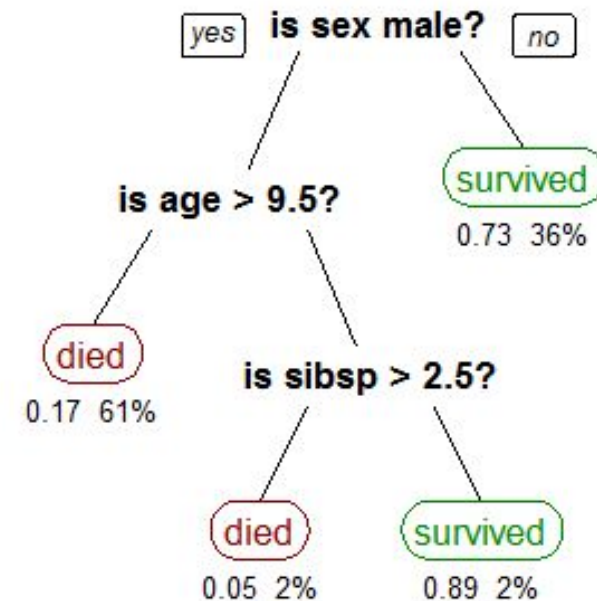 yes is sex male? no
survived
is age > 9.5?
0.73 36%
died
is sibsp > 2.5?
0.17 61%
died survived
0.05 2% 0.89 2%